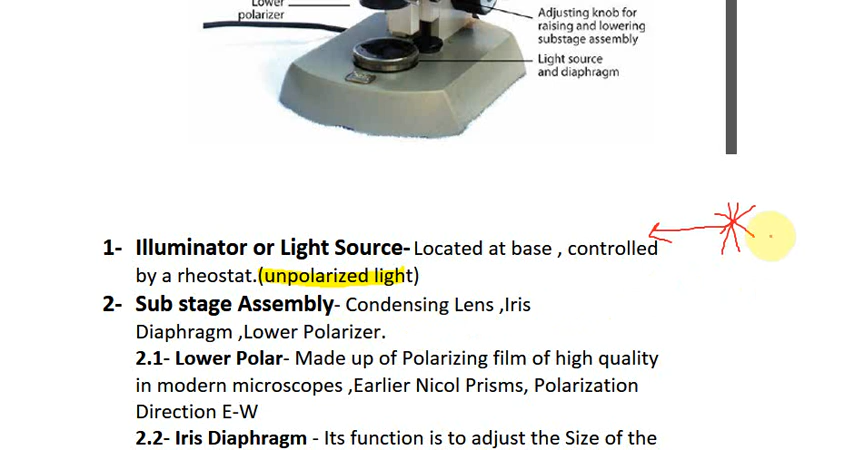 Lower
polarizer
Adjusting knob for
raising and lowering
substage assembly
Light source
and diaphragm
1- Illuminator or Light Source- Located at base , controlled
by a rheostat.(unpolarized light)
2- Sub stage Assembly- Condensing Lens ,Iris
Diaphragm ,Lower Polarizer.
2.1- Lower Polar- Made up of Polarizing film of high quality
in modern microscopes ,Earlier Nicol Prisms, Polarization
Direction E-W
2.2- Iris Diaphragm - Its function is to adjust the Size of the